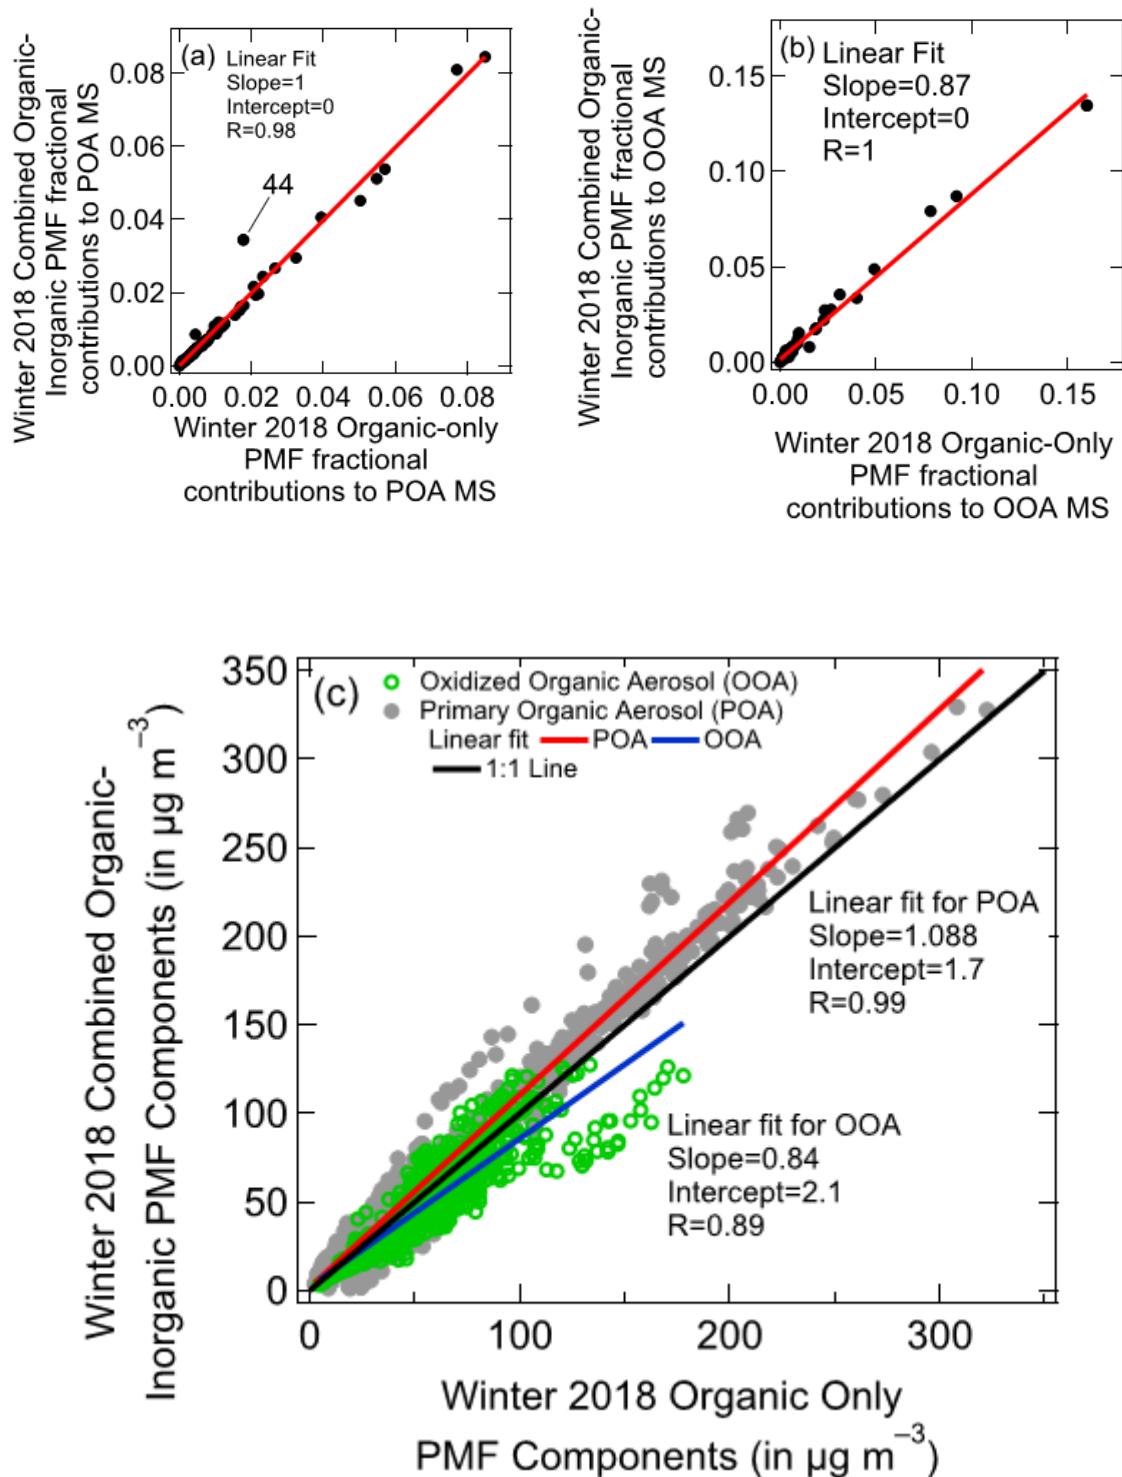 Winter 2018 Combined Organic-
Inorganic PMF fractional
contributions to POA MS
(a)
Linear Fit
Slope=1
Intercept=0
R=0.98
44
0.08
0.06
0.04
0.02
0.00
0.00 0.02 0.04 0.06 0.08
Winter 2018 Organic-only
PMF fractional
contributions to POA MS
Winter 2018 Combined Organic-
Inorganic PMF fractional
contributions to OOA MS
(b)
Linear Fit
Slope=0.87
Intercept=0
R=1
0.15
0.10
0.05
0.00
0.00 0.05 0.10 0.15
Winter 2018 Organic-Only
PMF fractional
contributions to OOA MS
Winter 2018 Combined Organic-
Inorganic PMF Components (in µg m⁻³)
(c)
Oxidized Organic Aerosol (OOA)
Primary Organic Aerosol (POA)
Linear fit POA OOA
1:1 Line
350
300
250
200
150
100
50
0
Linear fit for POA
Slope=1.088
Intercept=1.7
R=0.99
Linear fit for OOA
Slope=0.84
Intercept=2.1
R=0.89
0 100 200 300
Winter 2018 Organic Only
PMF Components (in µg m⁻³)